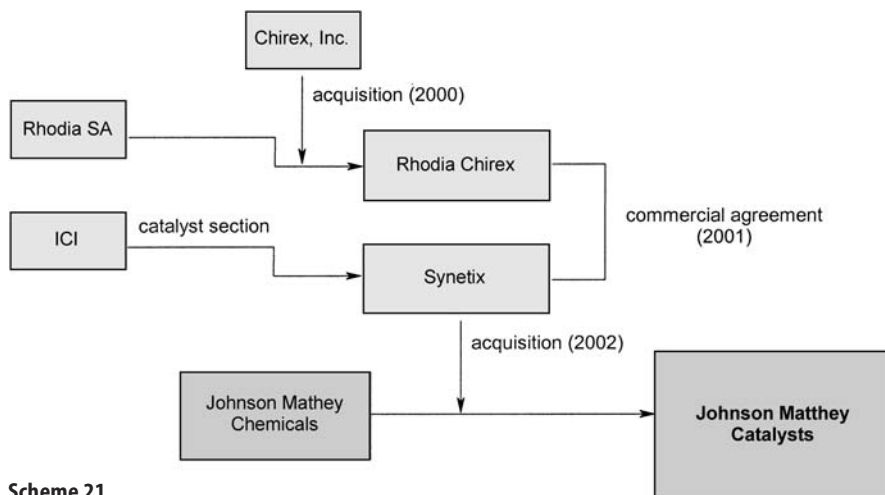 Chirex, Inc.
acquisition (2000)
Rhodia SA
Rhodia Chirex
commercial agreement
(2001)
ICI
catalyst section
Synetix
acquisition (2002)
Johnson Mathey
Chemicals
Johnson Matthey
Catalysts
Scheme 21